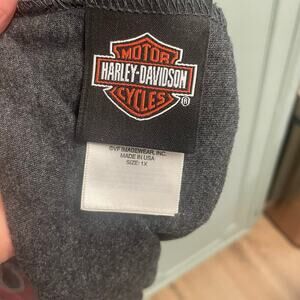 MOTOR
HARLEY-DAVIDSON
CYCLES
®
©VF IMAGEWEAR, INC.
MADE IN USA
SIZE: 1X